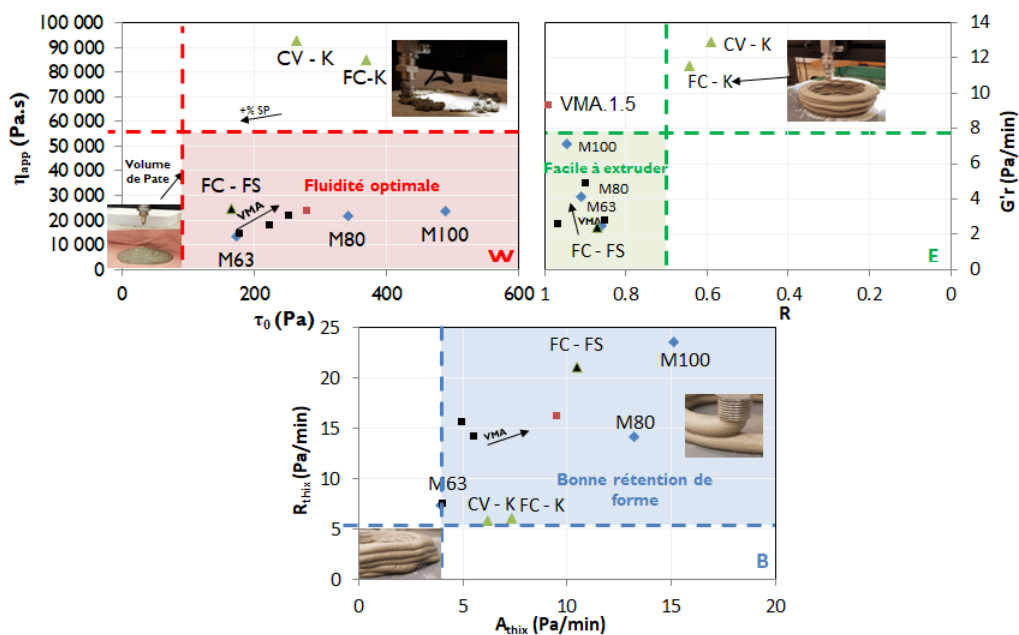 100 000
90 000
80 000
70 000
60 000
50 000
40 000
30 000
20 000
10 000
0
ηapp (Pa.s)
CV - K
FC-K
+% SP
Volume
de Pate
FC - FS
Fluidité optimale
VMA
M63
M80
M100
W
0
200
400
600
τ0 (Pa)
14
12
10
8
6
4
2
0
G'r (Pa/min)
CV - K
FC - K
VMA.1.5
M100
Facile à extruder
M80
M63
VMA
FC - FS
E
1
0.8
0.6
0.4
0.2
0
R
25
20
15
10
5
0
Rthix (Pa/min)
FC - FS
M100
VMA
M80
M63
CV - K
FC - K
Bonne rétention de
forme
B
0
5
10
15
20
Athix (Pa/min)